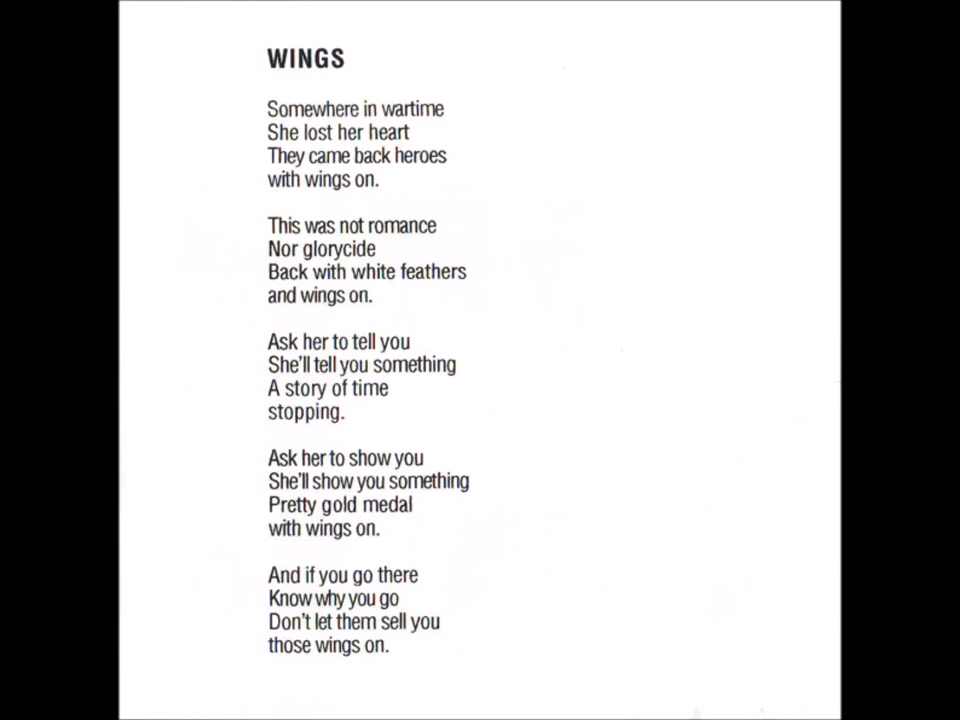 WINGS
Somewhere in wartime
She lost her heart
They came back heroes
with wings on.
This was not romance
Nor glorycide
Back with white feathers
and wings on.
Ask her to tell you
She'll tell you something
A story of time
stopping.
Ask her to show you
She'll show you something
Pretty gold medal
with wings on.
And if you go there
Know why you go
Don't let them sell you
those wings on.